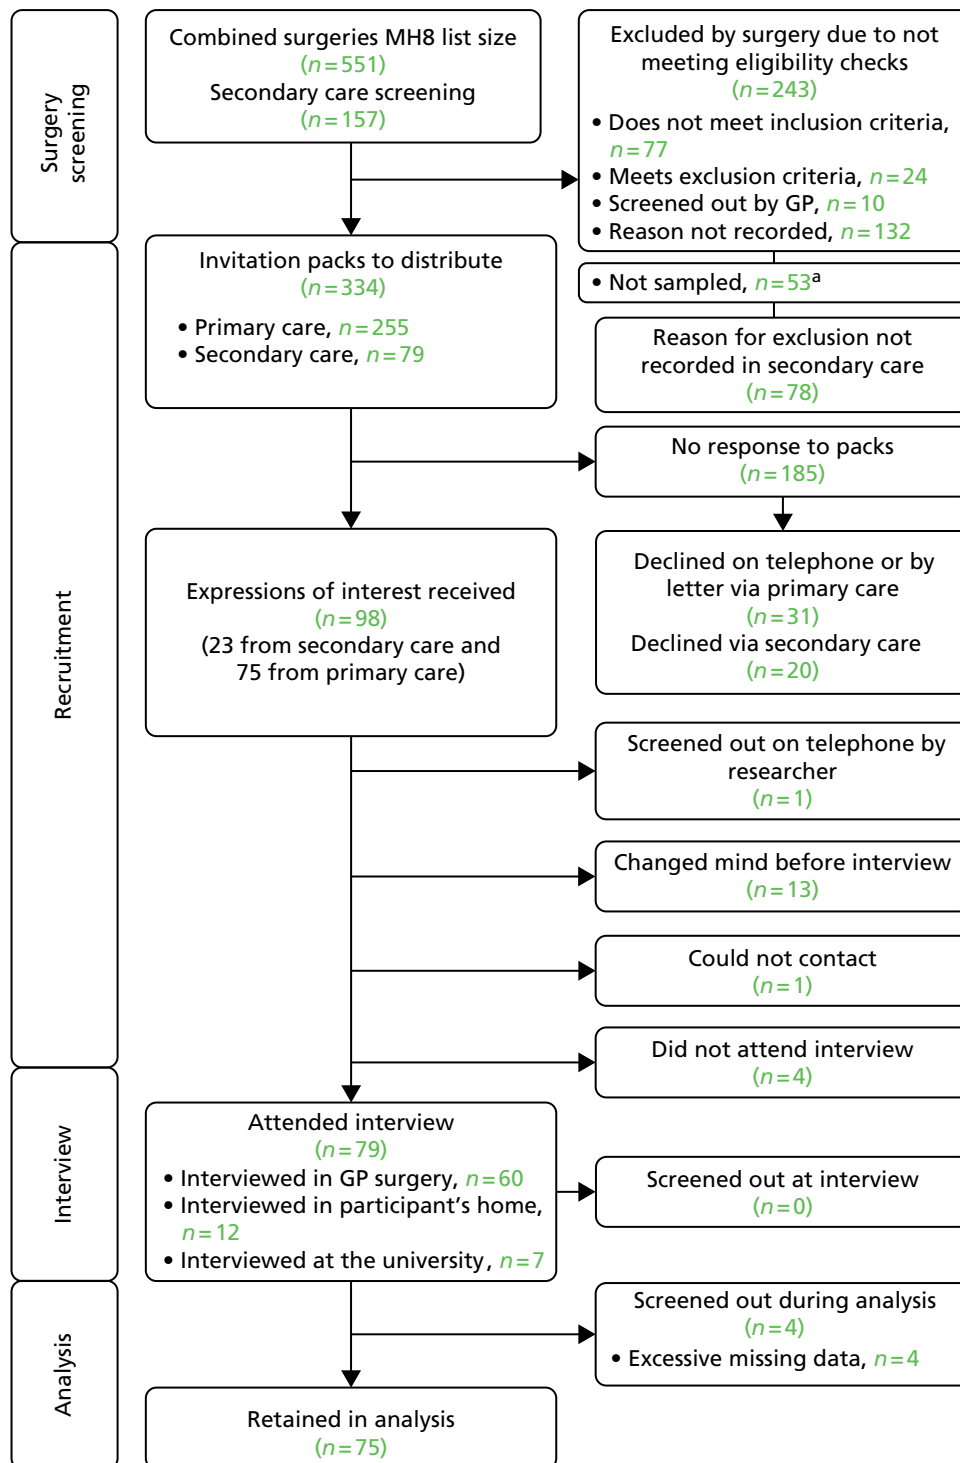 Surgery
screening
Combined surgeries MH8 list size
(n=551)
Secondary care screening
(n=157)
Excluded by surgery due to not
meeting eligibility checks
(n=243)
• Does not meet inclusion criteria,
n=77
• Meets exclusion criteria, n=24
• Screened out by GP, n=10
• Reason not recorded, n=132
• Not sampled, n=53a
Reason for exclusion not
recorded in secondary care
(n=78)
Recruitment
Invitation packs to distribute
(n=334)
• Primary care, n=255
• Secondary care, n=79
No response to packs
(n=185)
Declined on telephone or by
letter via primary care
(n=31)
Declined via secondary care
(n=20)
Expressions of interest received
(n=98)
(23 from secondary care and
75 from primary care)
Screened out on telephone by
researcher
(n=1)
Changed mind before interview
(n=13)
Could not contact
(n=1)
Did not attend interview
(n=4)
Interview
Attended interview
(n=79)
• Interviewed in GP surgery, n=60
• Interviewed in participant's home,
n=12
• Interviewed at the university, n=7
Screened out at interview
(n=0)
Analysis
Screened out during analysis
(n=4)
• Excessive missing data, n=4
Retained in analysis
(n=75)